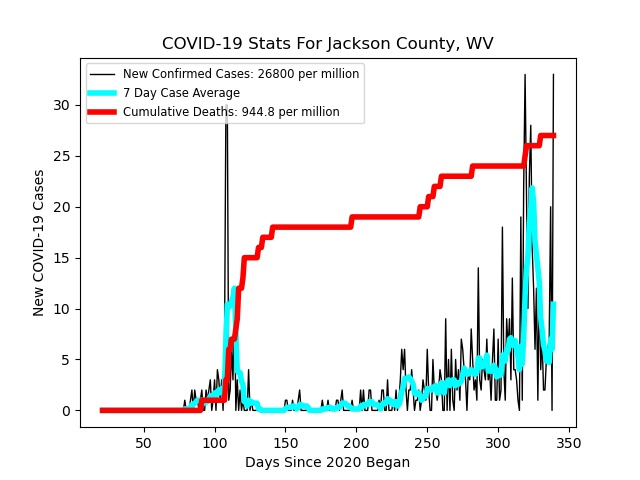 COVID-19 Stats For Jackson County, WV
New Confirmed Cases: 26800 per million
7 Day Case Average
Cumulative Deaths: 944.8 per million
30
25
20
15
10
5
0
New COVID-19 Cases
50 100 150 200 250 300 350
Days Since 2020 Began